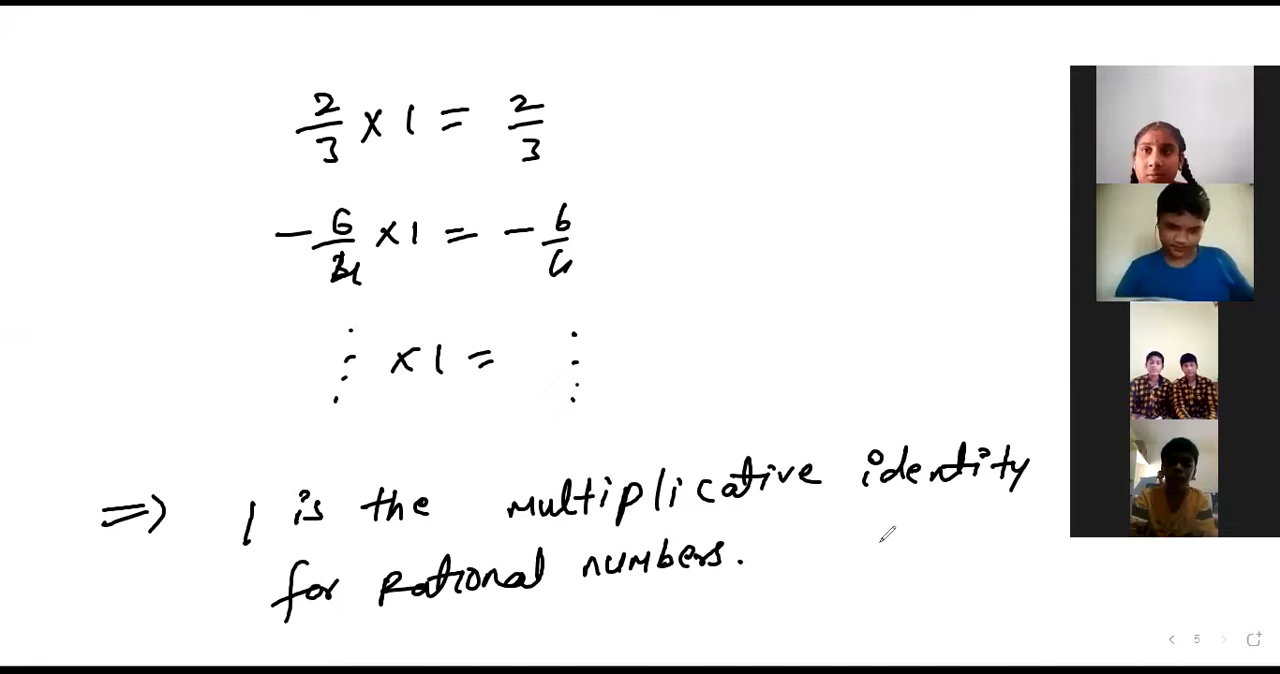 2/3 × 1 = 2/3
- 6/4 × 1 = - 6/4
⋮ × 1 = ⋮
⇒ 1 is the multiplicative identity
for rational numbers.
5